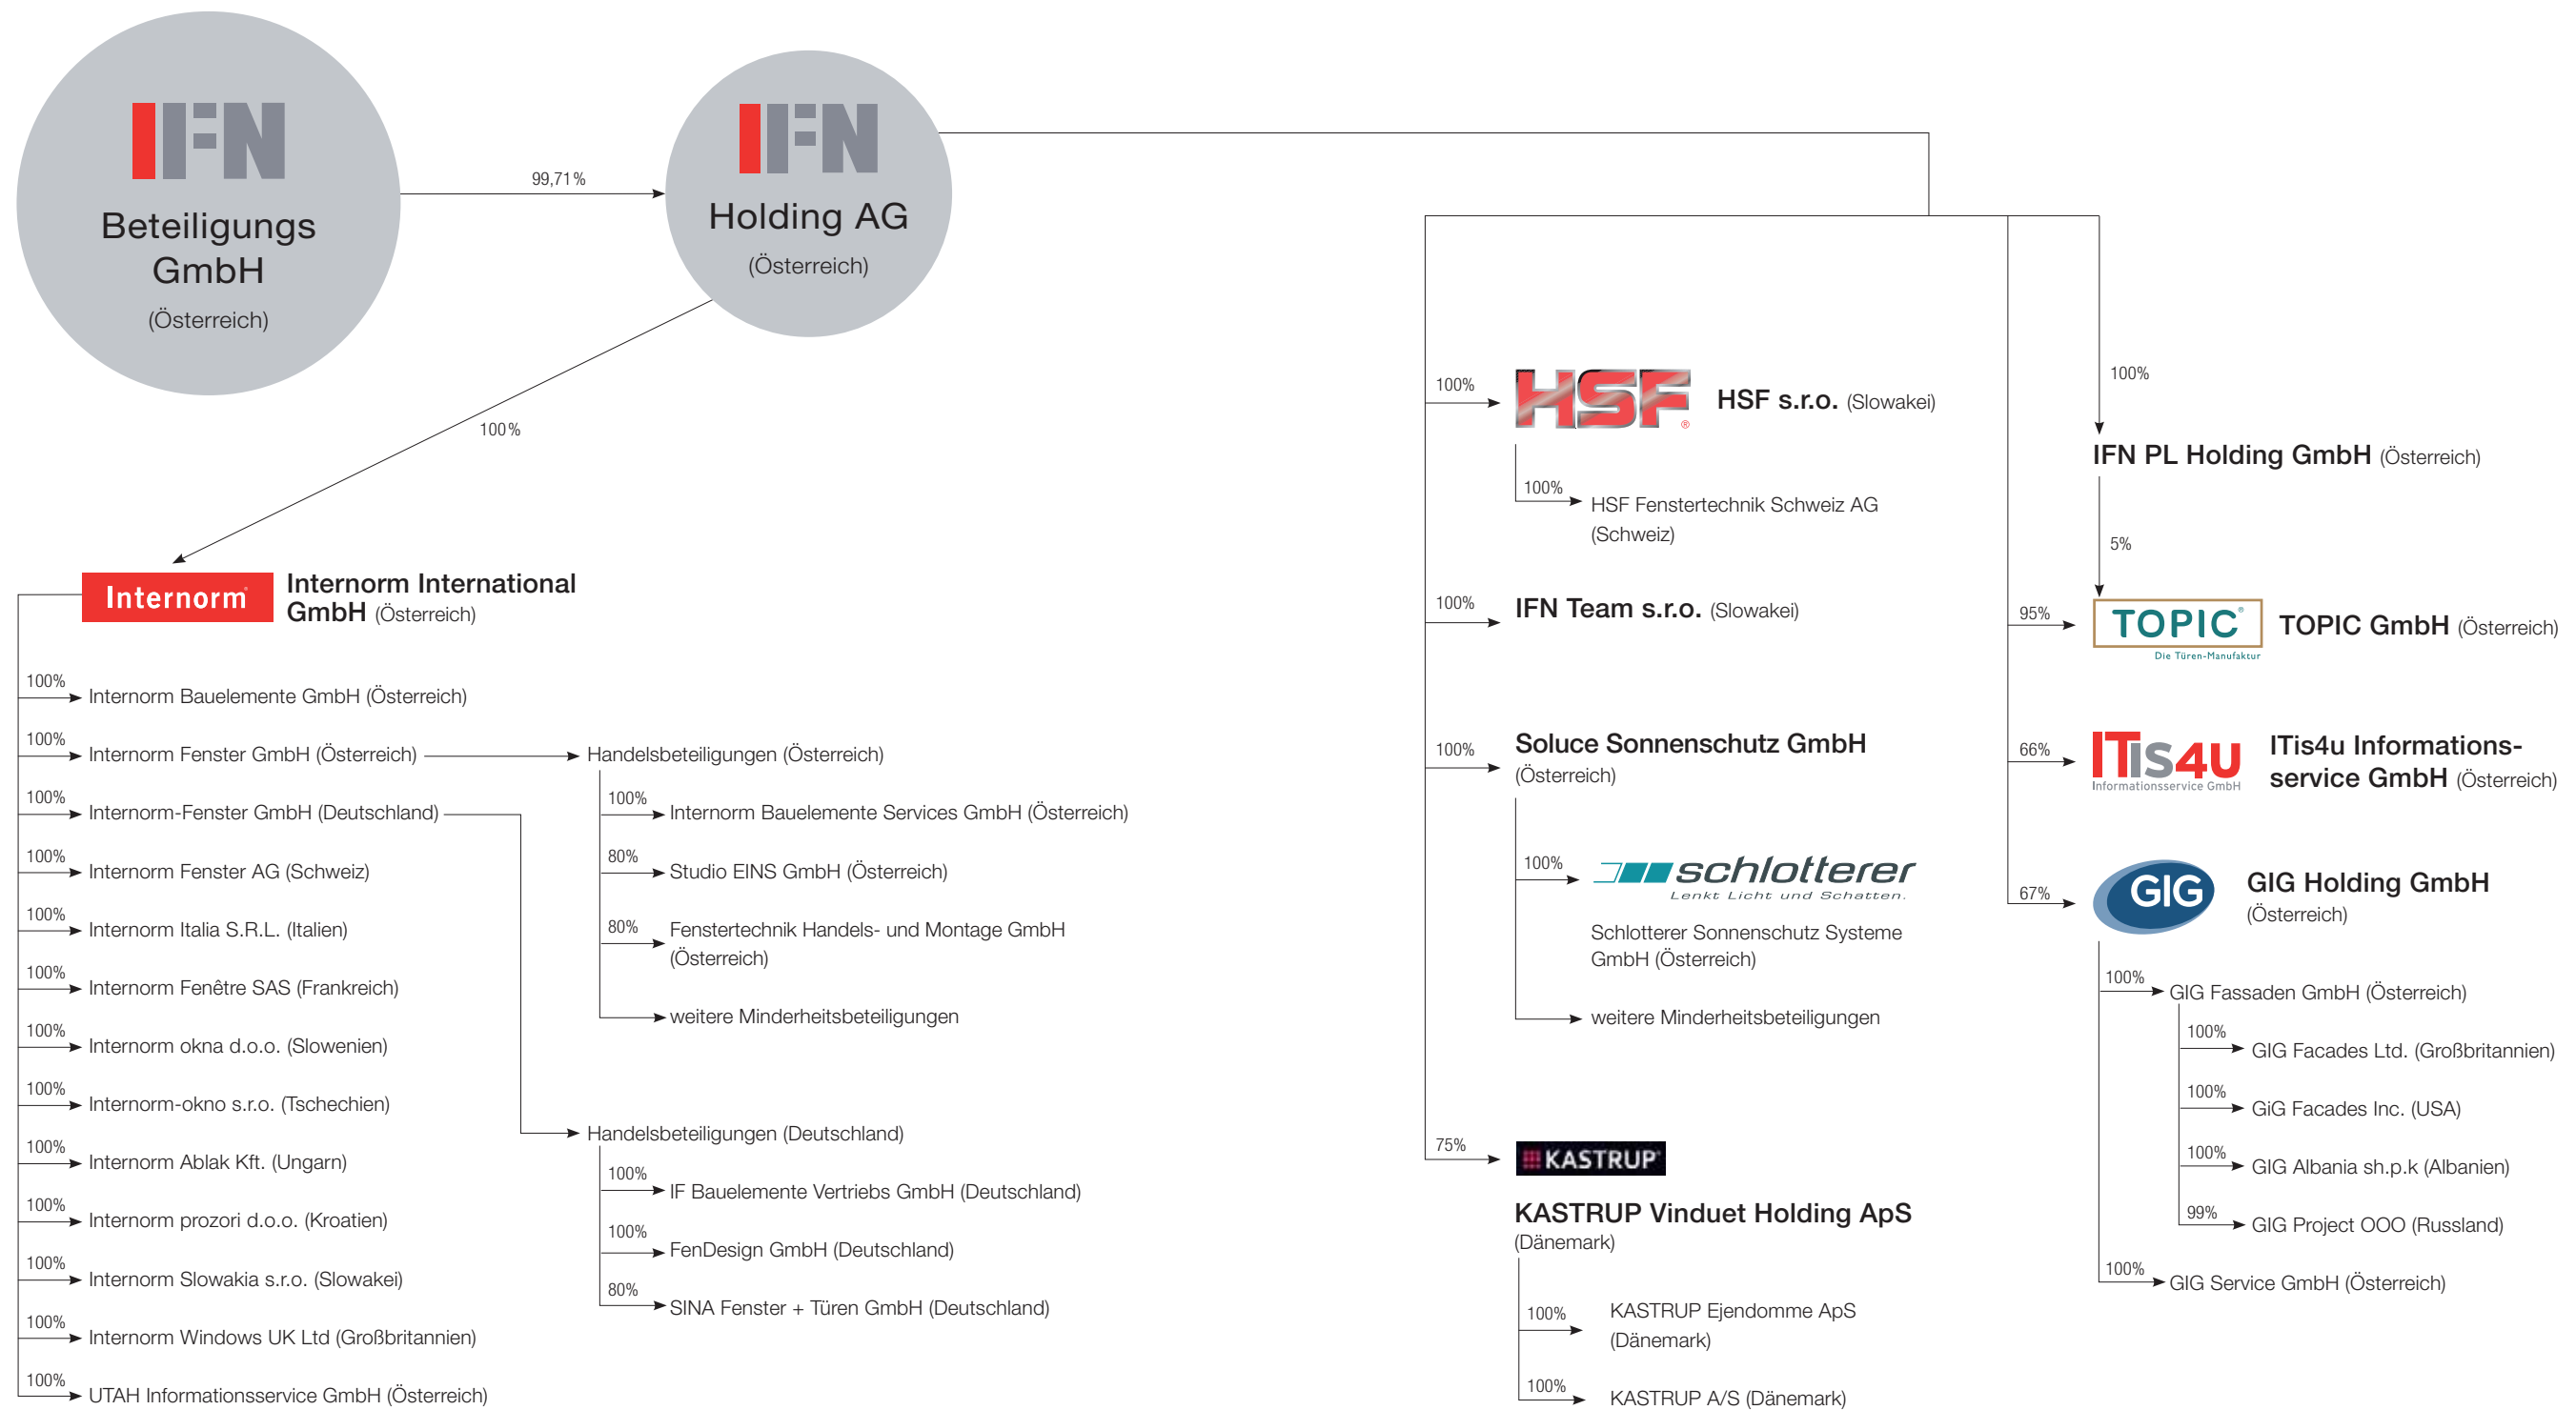 IFN
Beteiligungs
GmbH
(Österreich)
99,71%
IFN
Holding AG
(Österreich)
100%
Internorm®
Internorm International
GmbH (Österreich)
100%
Internorm Bauelemente GmbH (Österreich)
100%
Internorm Fenster GmbH (Österreich)
100%
Internorm-Fenster GmbH (Deutschland)
100%
Internorm Fenster AG (Schweiz)
100%
Internorm Italia S.R.L. (Italien)
100%
Internorm Fenêtre SAS (Frankreich)
100%
Internorm okna d.o.o. (Slowenien)
100%
Internorm-okno s.r.o. (Tschechien)
100%
Internorm Ablak Kft. (Ungarn)
100%
Internorm prozori d.o.o. (Kroatien)
100%
Internorm Slowakia s.r.o. (Slowakei)
100%
Internorm Windows UK Ltd (Großbritannien)
100%
UTAH Informationsservice GmbH (Österreich)
Handelsbeteiligungen (Österreich)
100%
Internorm Bauelemente Services GmbH (Österreich)
80%
Studio EINS GmbH (Österreich)
80%
Fenstertechnik Handels- und Montage GmbH
(Österreich)
weitere Minderheitsbeteiligungen
Handelsbeteiligungen (Deutschland)
100%
IF Bauelemente Vertriebs GmbH (Deutschland)
100%
FenDesign GmbH (Deutschland)
80%
SINA Fenster + Türen GmbH (Deutschland)
100%
HSF®
HSF s.r.o. (Slowakei)
100%
HSF Fenstertechnik Schweiz AG
(Schweiz)
100%
IFN Team s.r.o. (Slowakei)
100%
Soluce Sonnenschutz GmbH
(Österreich)
100%
schlotterer
Lenkt Licht und Schatten.
Schlotterer Sonnenschutz Systeme
GmbH (Österreich)
weitere Minderheitsbeteiligungen
75%
KASTRUP
KASTRUP Vinduet Holding ApS
(Dänemark)
100%
KASTRUP Ejendomme ApS
(Dänemark)
100%
KASTRUP A/S (Dänemark)
100%
IFN PL Holding GmbH (Österreich)
5%
95%
TOPIC®
Die Türen-Manufaktur
TOPIC GmbH (Österreich)
66%
ITis4u
Informationsservice GmbH
ITis4u Informations-
service GmbH (Österreich)
67%
GIG
GIG Holding GmbH
(Österreich)
100%
GIG Fassaden GmbH (Österreich)
100%
GIG Facades Ltd. (Großbritannien)
100%
GiG Facades Inc. (USA)
100%
GIG Albania sh.p.k (Albanien)
99%
GIG Project OOO (Russland)
100%
GIG Service GmbH (Österreich)